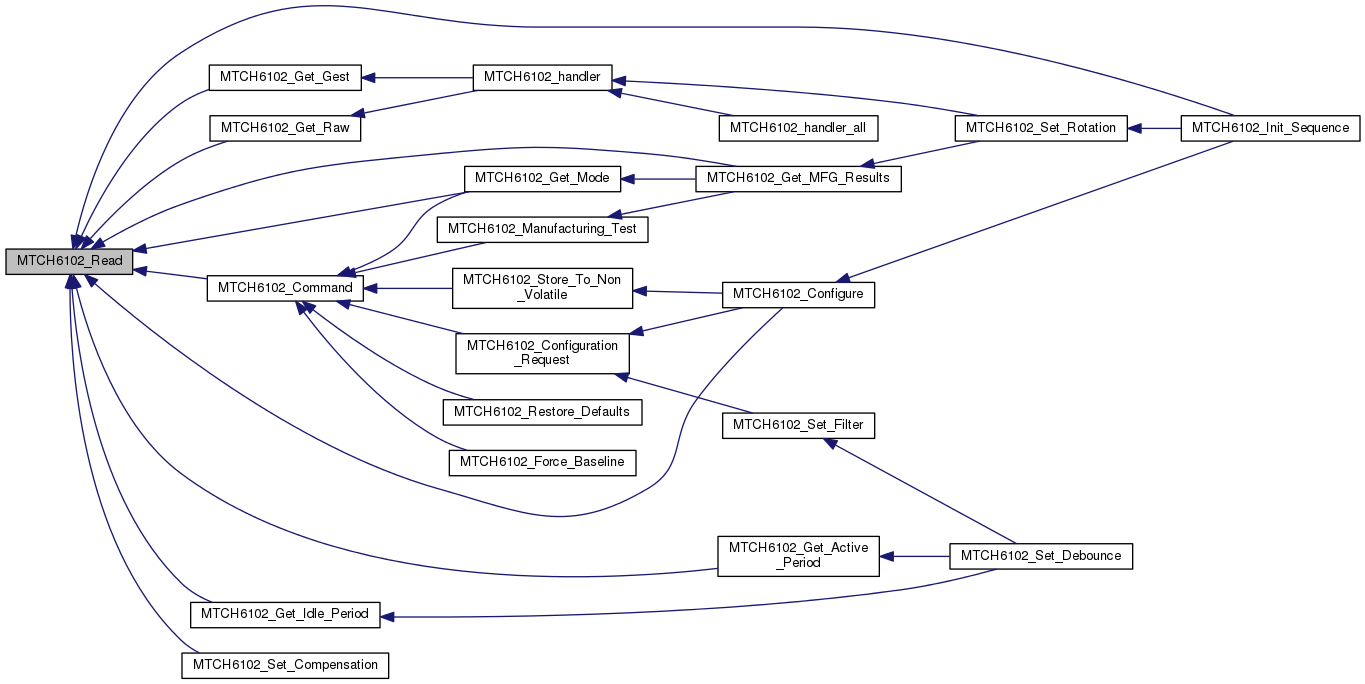 MTCH6102_Get_Gest
MTCH6102_handler
MTCH6102_Get_Raw
MTCH6102_handler_all
MTCH6102_Set_Rotation
MTCH6102_Init_Sequence
MTCH6102_Get_Mode
MTCH6102_Get_MFG_Results
MTCH6102_Manufacturing_Test
MTCH6102_Read
MTCH6102_Command
MTCH6102_Store_To_Non
_Volatile
MTCH6102_Configure
MTCH6102_Configuration
_Request
MTCH6102_Restore_Defaults
MTCH6102_Set_Filter
MTCH6102_Force_Baseline
MTCH6102_Get_Active
_Period
MTCH6102_Set_Debounce
MTCH6102_Get_Idle_Period
MTCH6102_Set_Compensation